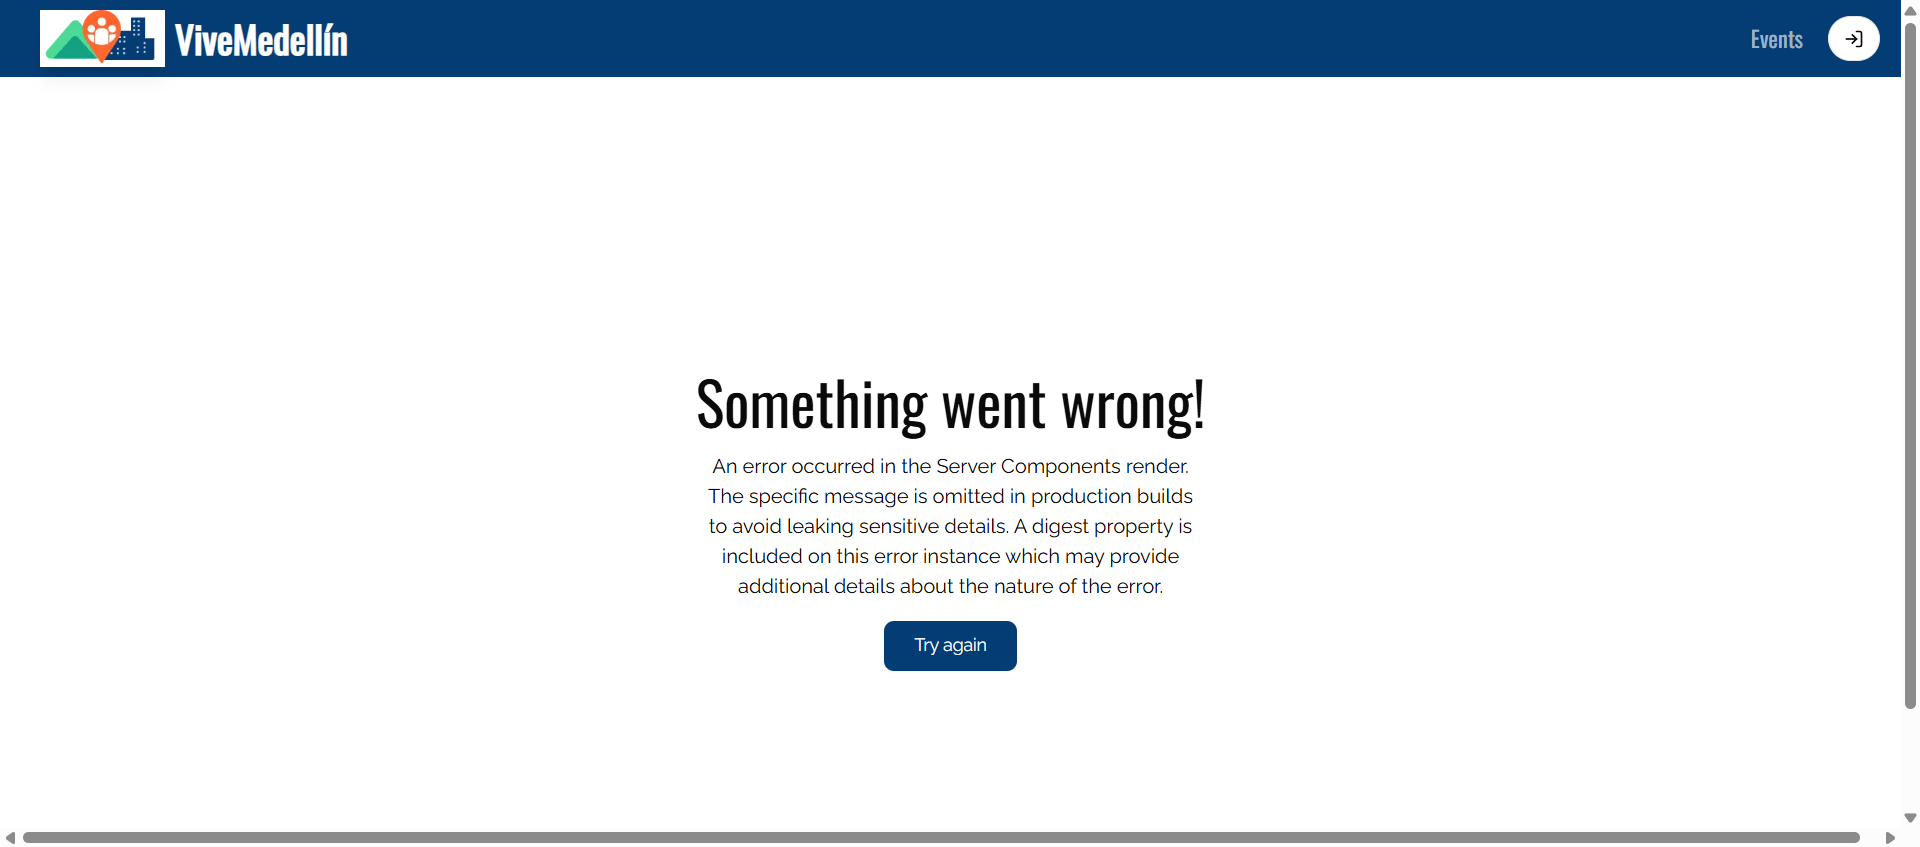 ViveMedellín
Events
Something went wrong!
An error occurred in the Server Components render.
The specific message is omitted in production builds
to avoid leaking sensitive details. A digest property is
included on this error instance which may provide
additional details about the nature of the error.
Try again